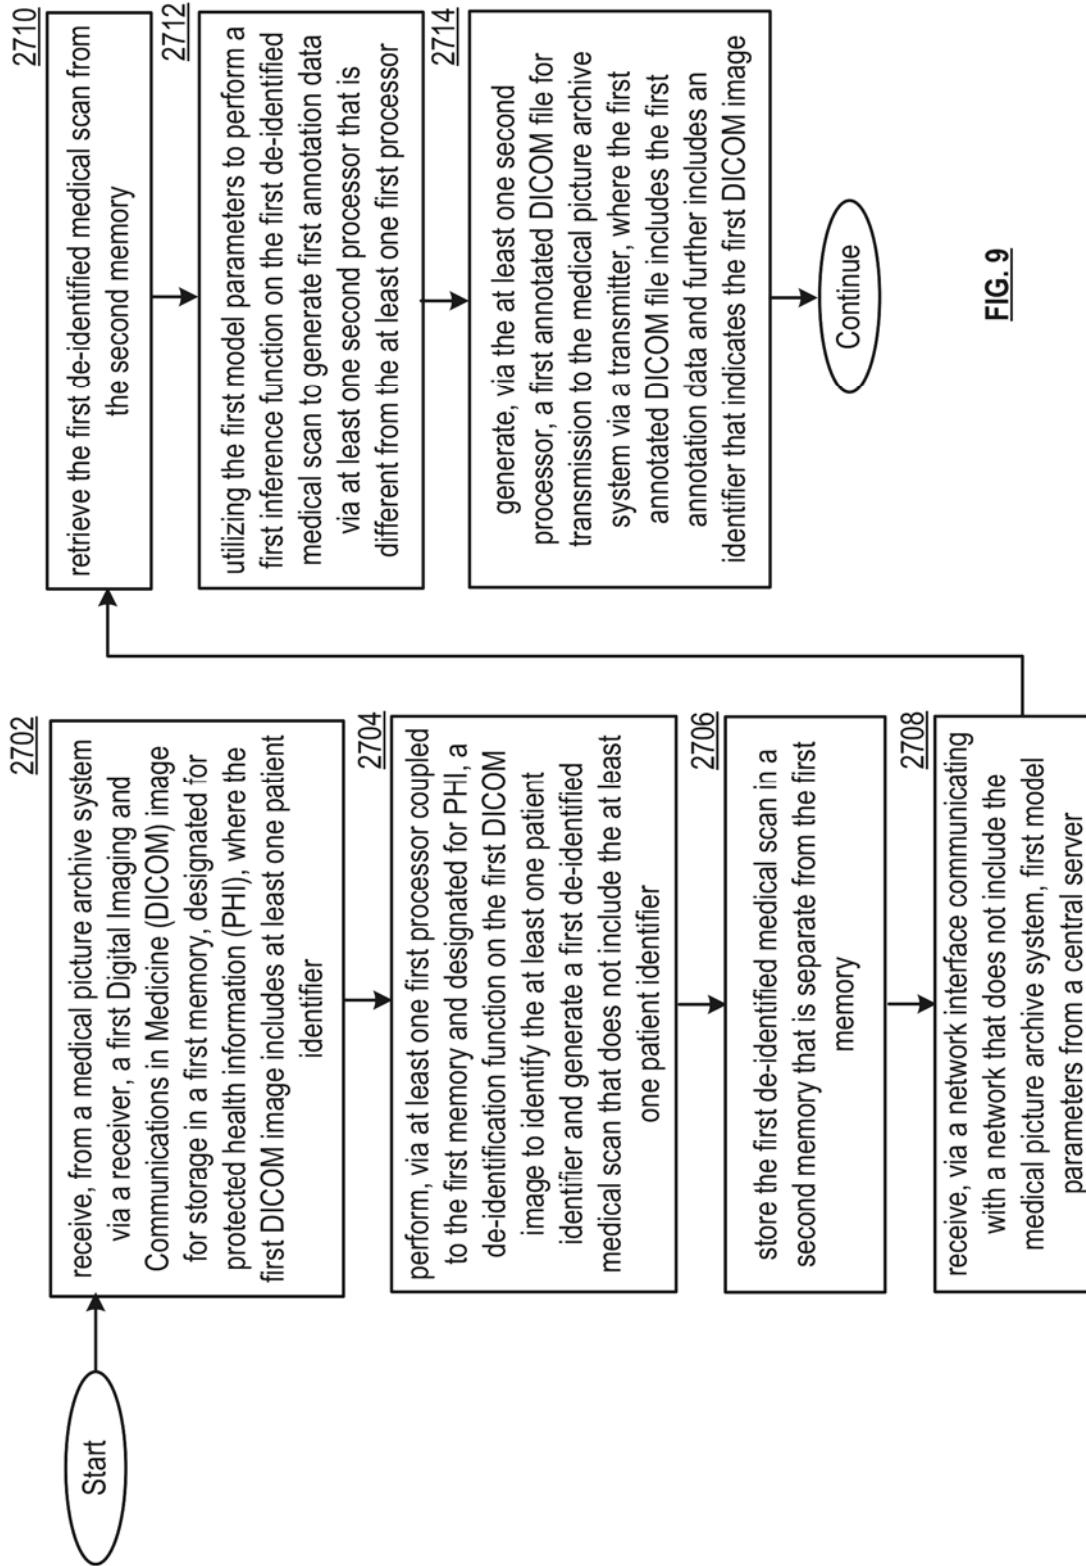 Start
2702
receive, from a medical picture archive system
via a receiver, a first Digital Imaging and
Communications in Medicine (DICOM) image
for storage in a first memory, designated for
protected health information (PHI), where the
first DICOM image includes at least one patient
identifier
2704
perform, via at least one first processor coupled
to the first memory and designated for PHI, a
de-identification function on the first DICOM
image to identify the at least one patient
identifier and generate a first de-identified
medical scan that does not include the at least
one patient identifier
2706
store the first de-identified medical scan in a
second memory that is separate from the first
memory
2708
receive, via a network interface communicating
with a network that does not include the
medical picture archive system, first model
parameters from a central server
2710
retrieve the first de-identified medical scan from
the second memory
2712
utilizing the first model parameters to perform a
first inference function on the first de-identified
medical scan to generate first annotation data
via at least one second processor that is
different from the at least one first processor
2714
generate, via the at least one second
processor, a first annotated DICOM file for
transmission to the medical picture archive
system via a transmitter, where the first
annotated DICOM file includes the first
annotation data and further includes an
identifier that indicates the first DICOM image
Continue
FIG. 9